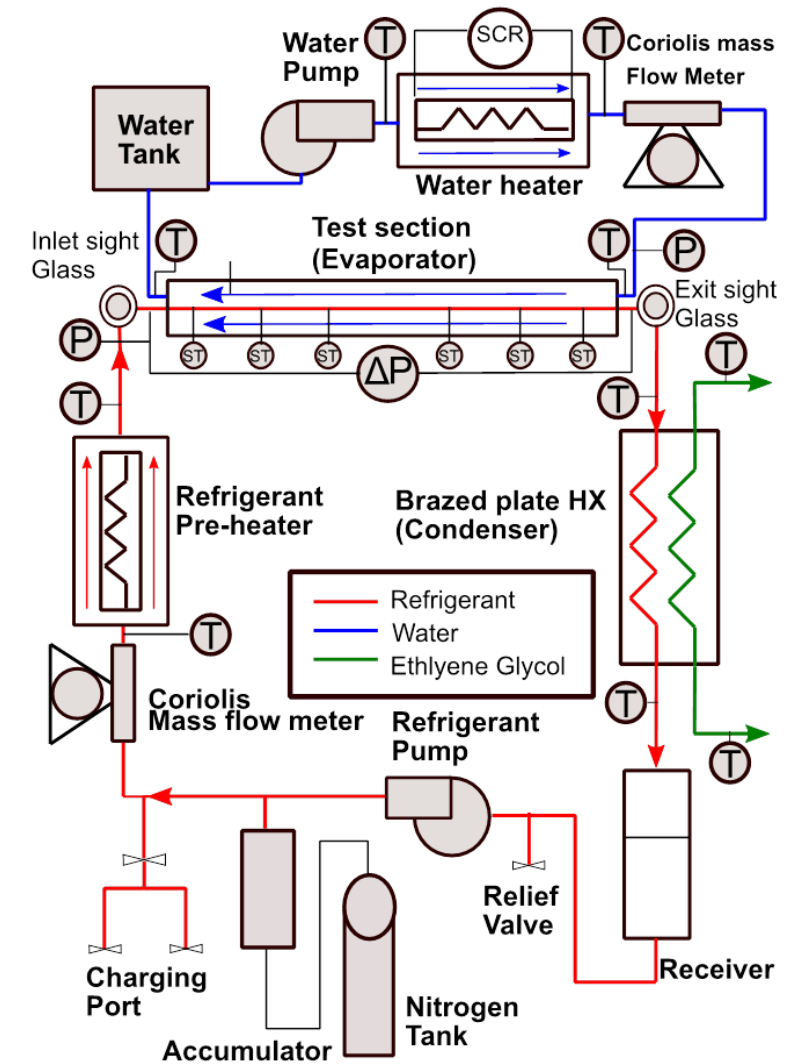 Water
Pump
T
SCR
T
Coriolis mass
Flow Meter
Water
Tank
Water heater
Inlet sight
Glass
T
Test section
(Evaporator)
T
P
Exit sight
Glass
P
ST
ST
ST
ST
ST
ST
ΔP
T
T
T
Refrigerant
Pre-heater
Brazed plate HX
(Condenser)
Refrigerant
Water
Ethlyene Glycol
T
Coriolis
Mass flow meter
T
Refrigerant
Pump
T
Relief
Valve
Receiver
Charging
Port
Nitrogen
Tank
Accumulator